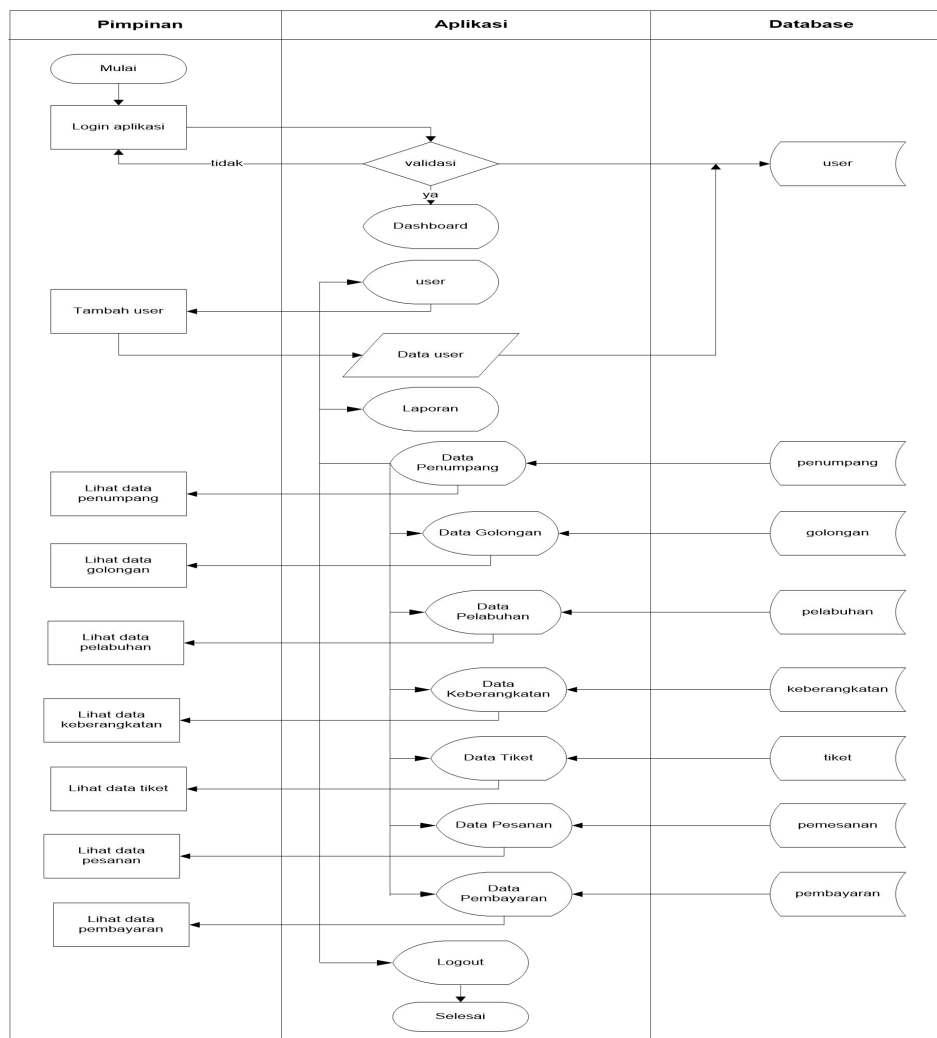 Pimpinan
Aplikasi
Database
Mulai
Login aplikasi
tidak
validasi
user
ya
Dashboard
user
Tambah user
Data user
Laporan
Data
Penumpang
penumpang
Lihat data
penumpang
Data Golongan
golongan
Lihat data
golongan
Data
Pelabuhan
pelabuhan
Lihat data
pelabuhan
Data
Keberangkatan
keberangkatan
Lihat data
keberangkatan
Data Tiket
tiket
Lihat data tiket
Data Pesanan
pemesanan
Lihat data
pesanan
Data
Pembayaran
pembayaran
Lihat data
pembayaran
Logout
Selesai